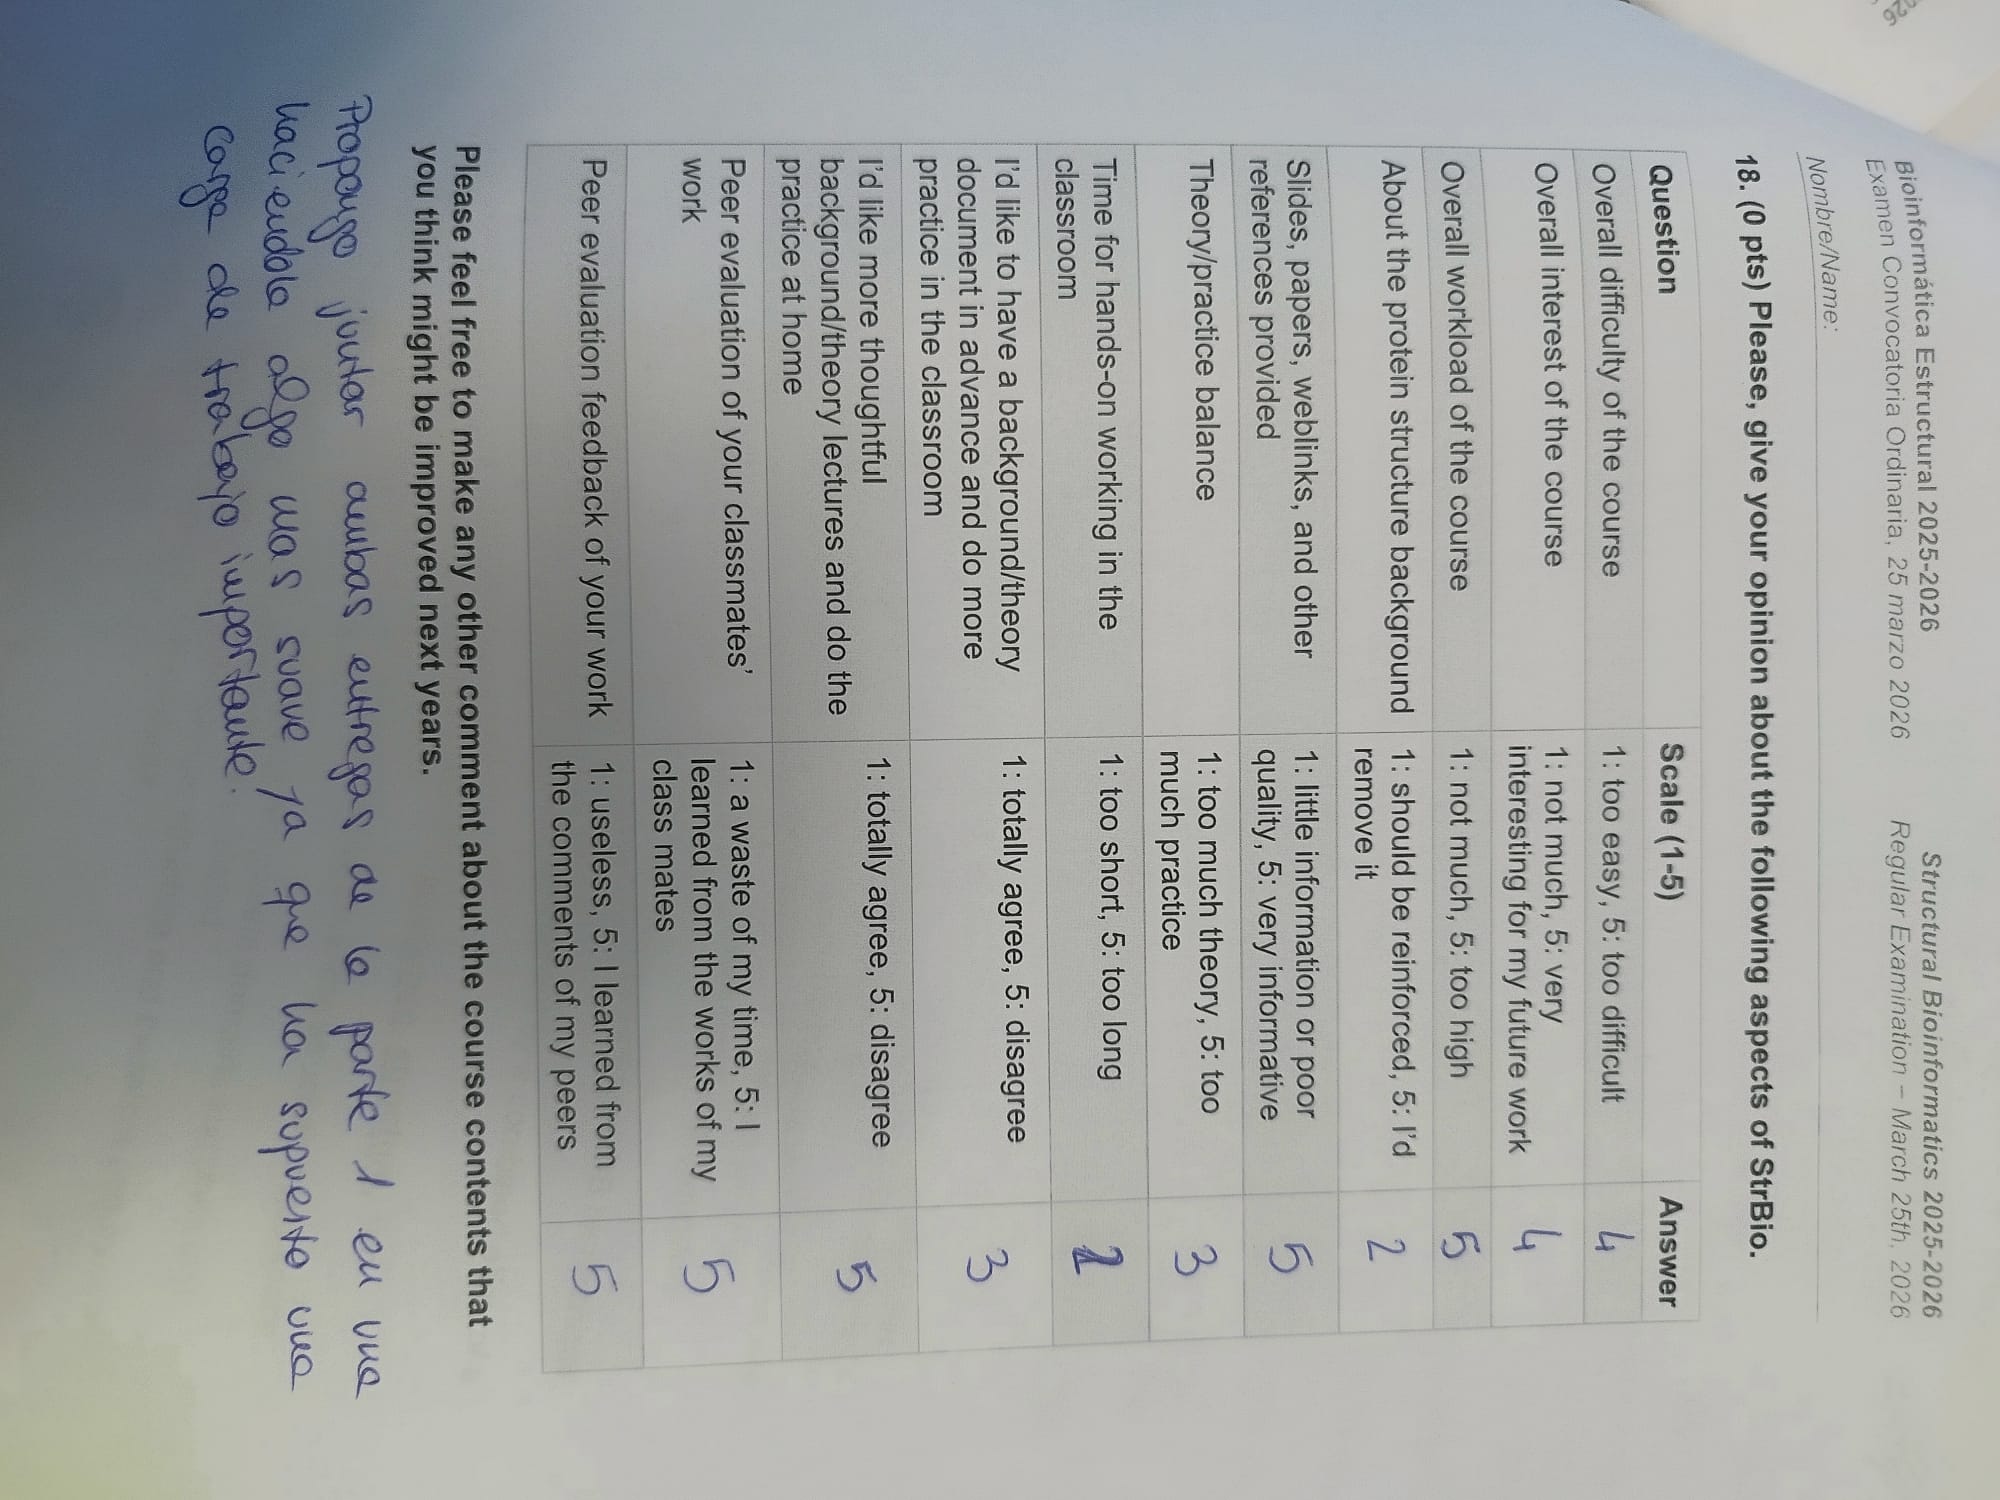 Bioinformática Estructural 2025-2026 Structural Bioinformatics 2025-2026
Examen Convocatoria Ordinaria, 25 marzo 2026 Regular Examination – March 25th, 2026
Nombre/Name:
18. (0 pts) Please, give your opinion about the following aspects of StrBio.
Question Scale (1-5) Answer
Overall difficulty of the course 1: too easy, 5: too difficult 4
Overall interest of the course 1: not much, 5: very
interesting for my future work 4
Overall workload of the course 1: not much, 5: too high 5
About the protein structure background 1: should be reinforced, 5: I'd
remove it 2
Slides, papers, weblinks, and other
references provided
1: little information or poor
quality, 5: very informative 5
Theory/practice balance 1: too much theory, 5: too
much practice 3
Time for hands-on working in the
classroom
1: too short, 5: too long
I'd like to have a background/theory
document in advance and do more
practice in the classroom
1: totally agree, 5: disagree 3
I'd like more thoughtful
background/theory lectures and do the
practice at home
1: totally agree, 5: disagree 5
Peer evaluation of your classmates'
work
1: a waste of my time, 5: I
learned from the works of my
class mates 5
Peer evaluation feedback of your work 1: useless, 5: I learned from
the comments of my peers 5
Please feel free to make any other comment about the course contents that
you think might be improved next years.
Propongo juntar ambas entregas de la parte 1 en una
haciendola algo mas suave ya que ha supuesto una
carga de trabajo importante.